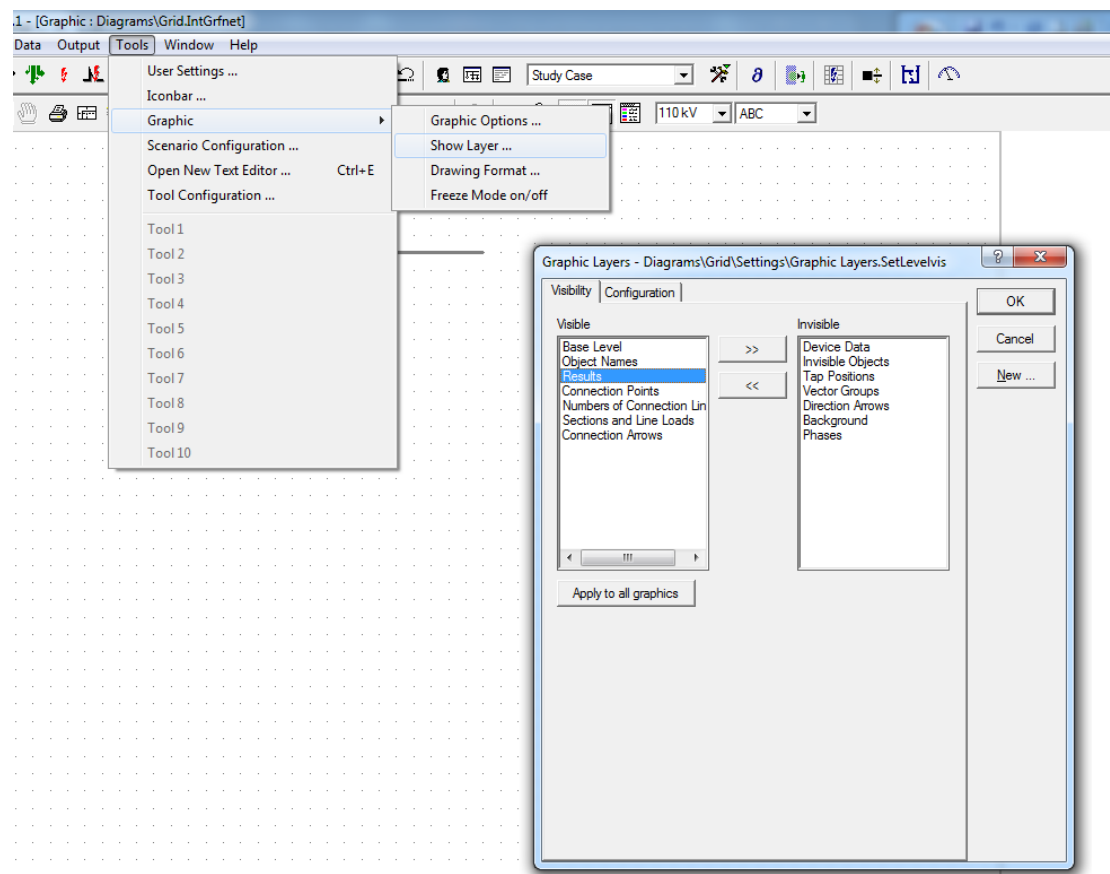 .1 - [Graphic : Diagrams\Grid.IntGrfnet]
Data Output Tools Window Help
Study Case
110 kV ABC
User Settings ...
Iconbar ...
Graphic
Scenario Configuration ...
Open New Text Editor ... Ctrl+E
Tool Configuration ...
Tool 1
Tool 2
Tool 3
Tool 4
Tool 5
Tool 6
Tool 7
Tool 8
Tool 9
Tool 10
Graphic Options ...
Show Layer ...
Drawing Format ...
Freeze Mode on/off
Graphic Layers - Diagrams\Grid\Settings\Graphic Layers.SetLevelvis
Visibility Configuration
Visible
Base Level
Object Names
Results
Connection Points
Numbers of Connection Lin
Sections and Line Loads
Connection Arrows
>>
<<
Invisible
Device Data
Invisible Objects
Tap Positions
Vector Groups
Direction Arrows
Background
Phases
OK
Cancel
New ...
Apply to all graphics